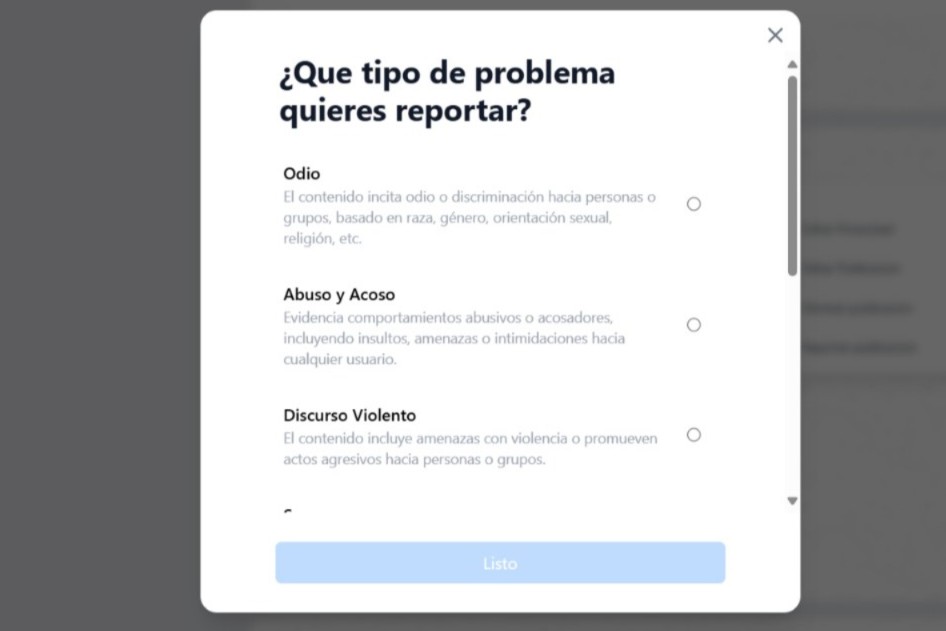 ¿Que tipo de problema
quieres reportar?
Odio
El contenido incita odio o discriminación hacia personas o
grupos, basado en raza, género, orientación sexual,
religión, etc.
Abuso y Acoso
Evidencia comportamientos abusivos o acosadores,
incluyendo insultos, amenazas o intimidaciones hacia
cualquier usuario.
Discurso Violento
El contenido incluye amenazas con violencia o promueven
actos agresivos hacia personas o grupos.
Listo